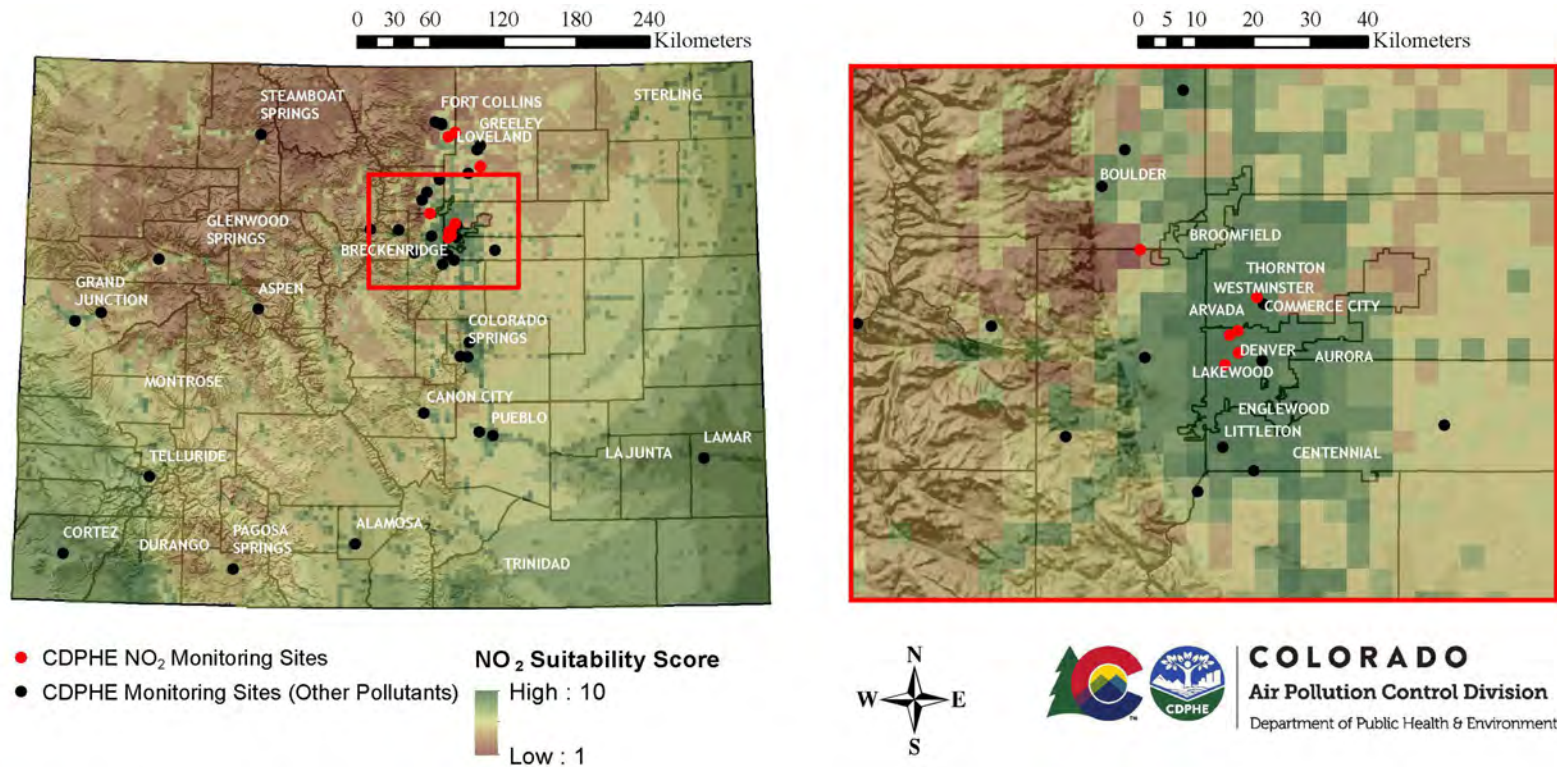 0 30 60 120 180 240
Kilometers
STEAMBOAT
SPRINGS
FORT COLLINS
GREELEY
LOVELAND
STERLING
GLENWOOD
SPRINGS
BRECKENRIDGE
GRAND
JUNCTION
ASPEN
COLORADO
SPRINGS
MONTROSE
CANON CITY
PUEBLO
LA JUNTA
LAMAR
TELLURIDE
CORTEZ
DURANGO
PAGOSA
SPRINGS
ALAMOSA
TRINIDAD
0 5 10 20 30 40
Kilometers
BOULDER
BROOMFIELD
THORNTON
WESTMINSTER
COMMERCE CITY
ARVADA
DENVER
AURORA
LAKEWOOD
ENGLEWOOD
LITTLETON
CENTENNIAL
CDPHE NO₂ Monitoring Sites
CDPHE Monitoring Sites (Other Pollutants)
NO₂ Suitability Score
High : 10
Low : 1
N
W E
S
TM
CDPHE
COLORADO
Air Pollution Control Division
Department of Public Health & Environment